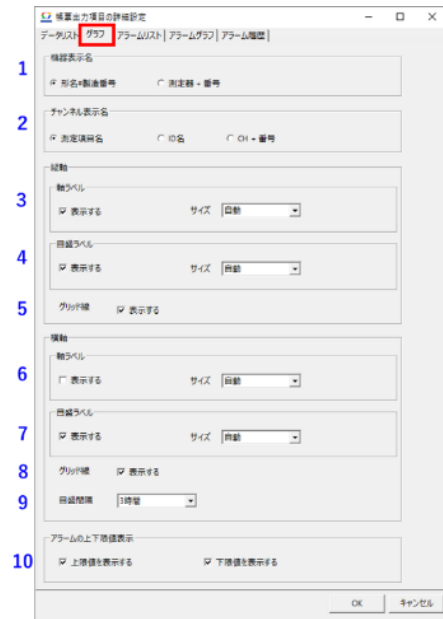 帳票出力項目の詳細設定
データリスト グラフ アラームリスト アラームグラフ アラーム履歴
1
機器表示名
形名#製造番号 測定器 + 番号
2
チャンネル表示名
測定項目名 ID名 CH + 番号
縦軸
3
軸ラベル
表示する サイズ 自動
4
目盛ラベル
表示する サイズ 自動
5
グリッド線 表示する
横軸
6
軸ラベル
表示する サイズ 自動
7
目盛ラベル
表示する サイズ 自動
8
グリッド線 表示する
9
目盛間隔 3時間
アラームの上下限値表示
10
上限値を表示する 下限値を表示する
OK キャンセル